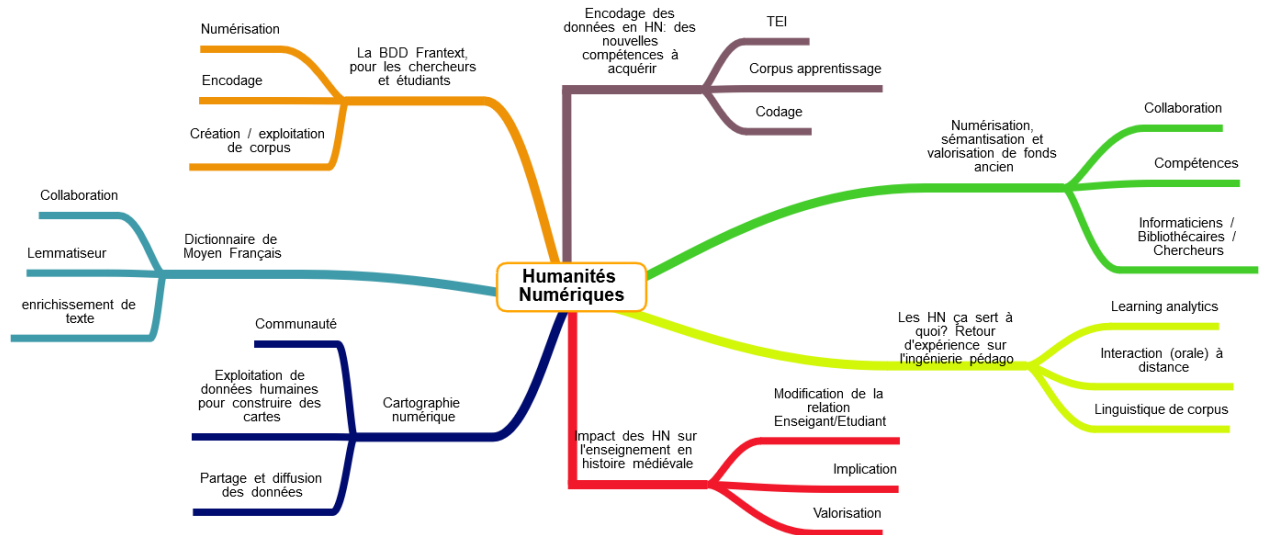 Humanités
Numériques
La BDD Frantext,
pour les chercheurs
et étudiants
Numérisation
Encodage
Création / exploitation
de corpus
Dictionnaire de
Moyen Français
Collaboration
Lemmatiseur
enrichissement de
texte
Cartographie
numérique
Communauté
Exploitation de
données humaines
pour construire des
cartes
Partage et diffusion
des données
Encodage des
données en HN: des
nouvelles
compétences à
acquérir
TEI
Corpus apprentissage
Codage
Numérisation,
sémantisation et
valorisation de fonds
ancien
Collaboration
Compétences
Informaticiens /
Bibliothécaires /
Chercheurs
Les HN ça sert à
quoi? Retour
d'expérience sur
l'ingénierie pédago
Learning analytics
Interaction (orale) à
distance
Linguistique de corpus
Impact des HN sur
l'enseignement en
histoire médiévale
Modification de la
relation
Enseigant/Etudiant
Implication
Valorisation